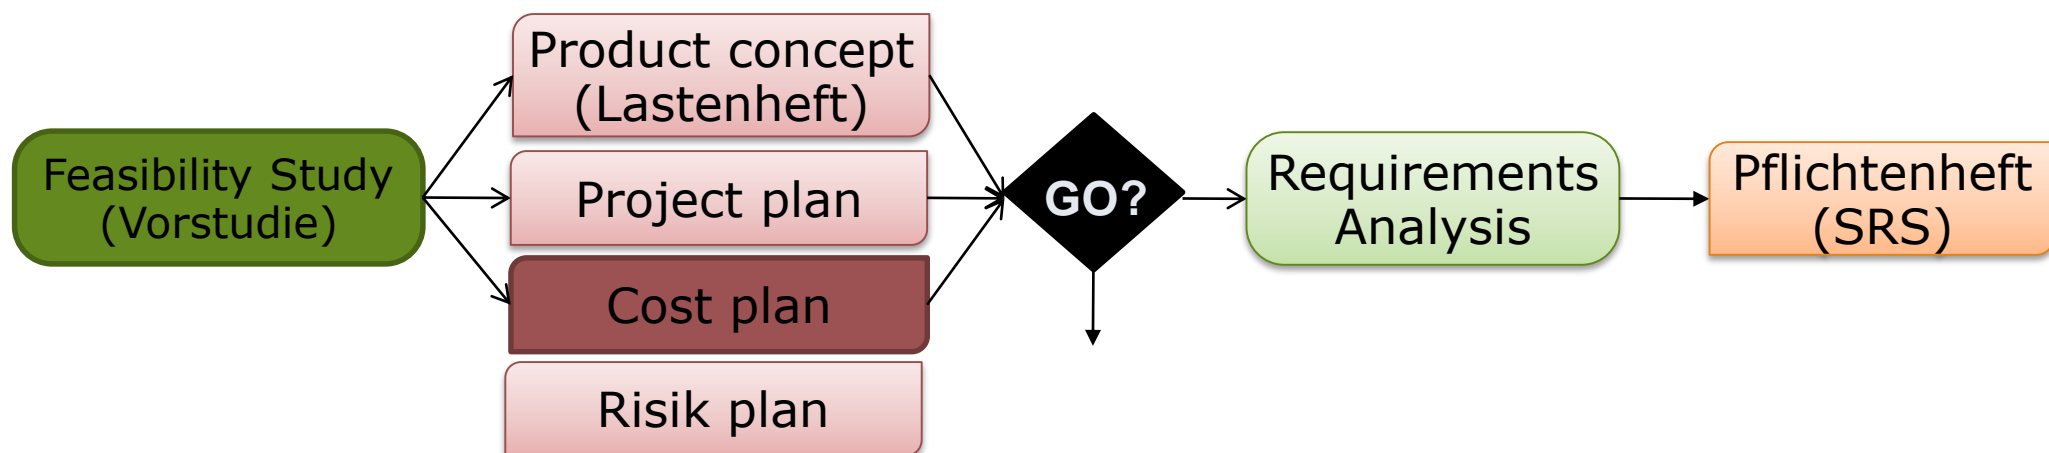 Feasibility Study
(Vorstudie)
Product concept
(Lastenheft)
Project plan
Cost plan
Risik plan
GO?
Requirements
Analysis
Pflichtenheft
(SRS)